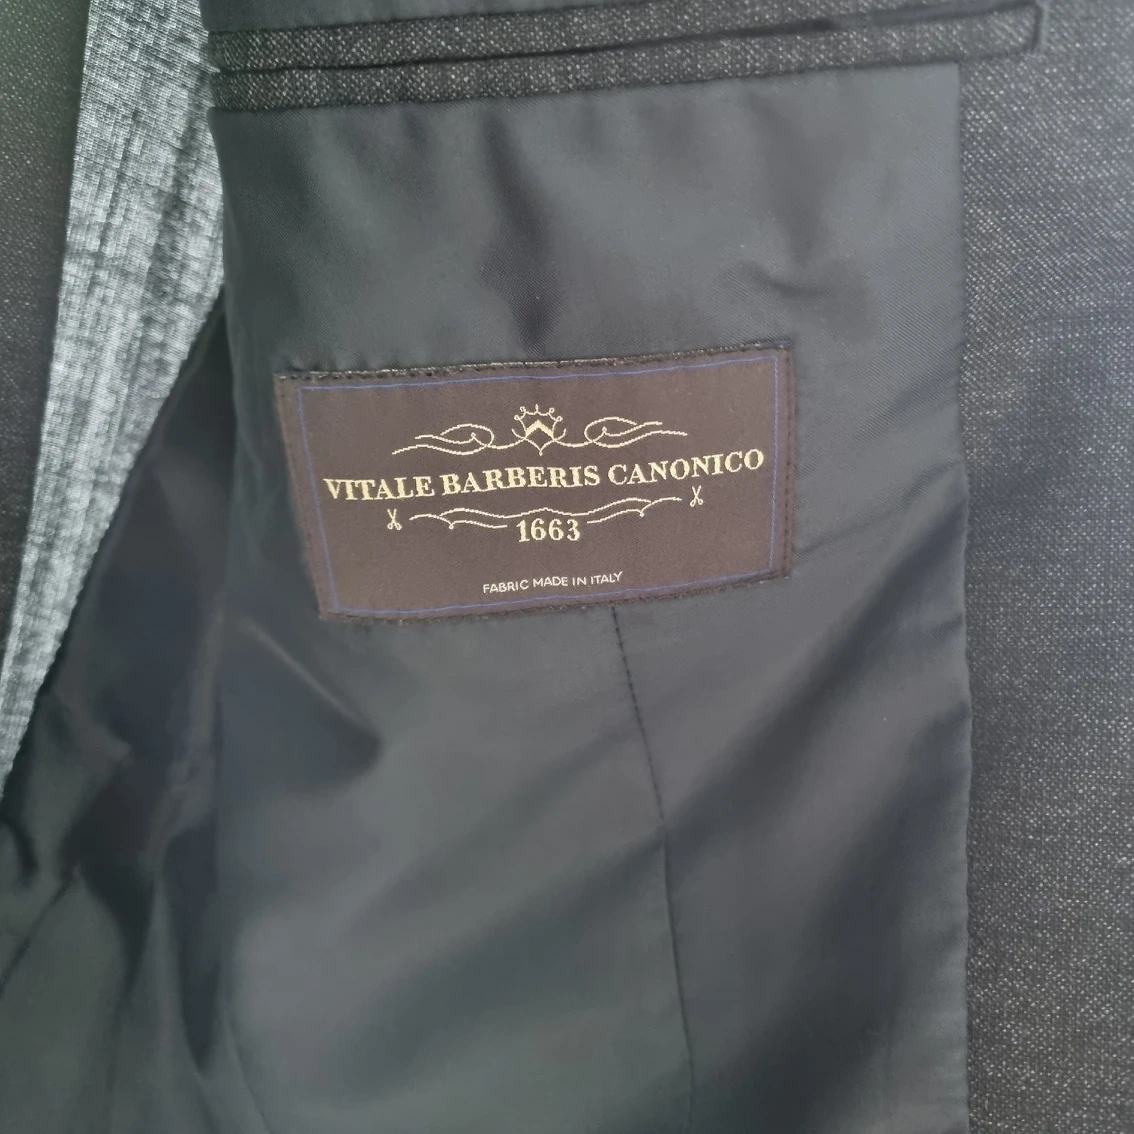 VITALE BARBERIS CANONICO
1663
FABRIC MADE IN ITALY